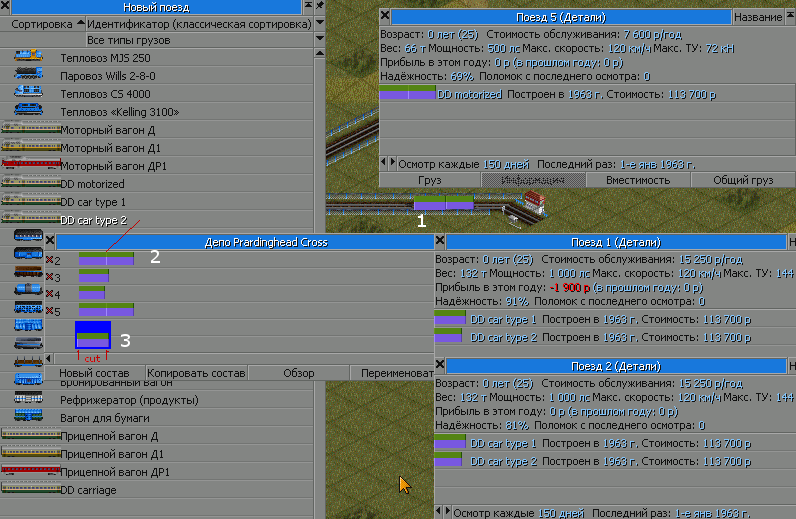 Новый поезд
Сортировка
Идентификатор (классическая сортировка)
Все типы грузов
Тепловоз MJS 250
Паровоз Wills 2-8-0
Тепловоз CS 4000
Тепловоз «Kelling 3100»
Моторный вагон Д
Моторный вагон Д1
Моторный вагон ДР1
DD motorized
DD car type 1
DD car type 2
Бронированный вагон
Рефрижератор (продукты)
Вагон для бумаги
Прицепной вагон Д
Прицепной вагон Д1
Прицепной вагон ДР1
DD carriage
Депо Prardinghead Cross
2
2
3
4
5
3
cut
Новый состав
Копировать состав
Обзор
Переименоват
Поезд 5 (Детали)
Название
Возраст: 0 лет (25) Стоимость обслуживания: 7 600 р/год
Вес: 66 т Мощность: 500 лс Макс. скорость: 120 км/ч Макс. ТУ: 72 кН
Прибыль в этом году: 0 р (в прошлом году: 0 р)
Надёжность: 69% Поломок с последнего осмотра: 0
DD motorized Построен в 1963 г. Стоимость: 113 700 р
Осмотр каждые 150 дней Последний раз: 1-е янв 1963 г.
Груз
Информация
Вместимость
Общий груз
1
Поезд 1 (Детали)
Н
Возраст: 0 лет (25) Стоимость обслуживания: 15 250 р/год
Вес: 132 т Мощность: 1 000 лс Макс. скорость: 120 км/ч Макс. ТУ: 144
Прибыль в этом году: -1 900 р (в прошлом году: 0 р)
Надёжность: 91% Поломок с последнего осмотра: 0
DD car type 1 Построен в 1963 г. Стоимость: 113 700 р
DD car type 2 Построен в 1963 г. Стоимость: 113 700 р
Поезд 2 (Детали)
Н
Возраст: 0 лет (25) Стоимость обслуживания: 15 250 р/год
Вес: 132 т Мощность: 1 000 лс Макс. скорость: 120 км/ч Макс. ТУ: 144
Прибыль в этом году: 0 р (в прошлом году: 0 р)
Надёжность: 81% Поломок с последнего осмотра: 0
DD car type 2 Построен в 1963 г. Стоимость: 113 700 р
DD car type 2 Построен в 1963 г. Стоимость: 113 700 р
Осмотр каждые 150 дней Последний раз: 1-е янв 1963 г.